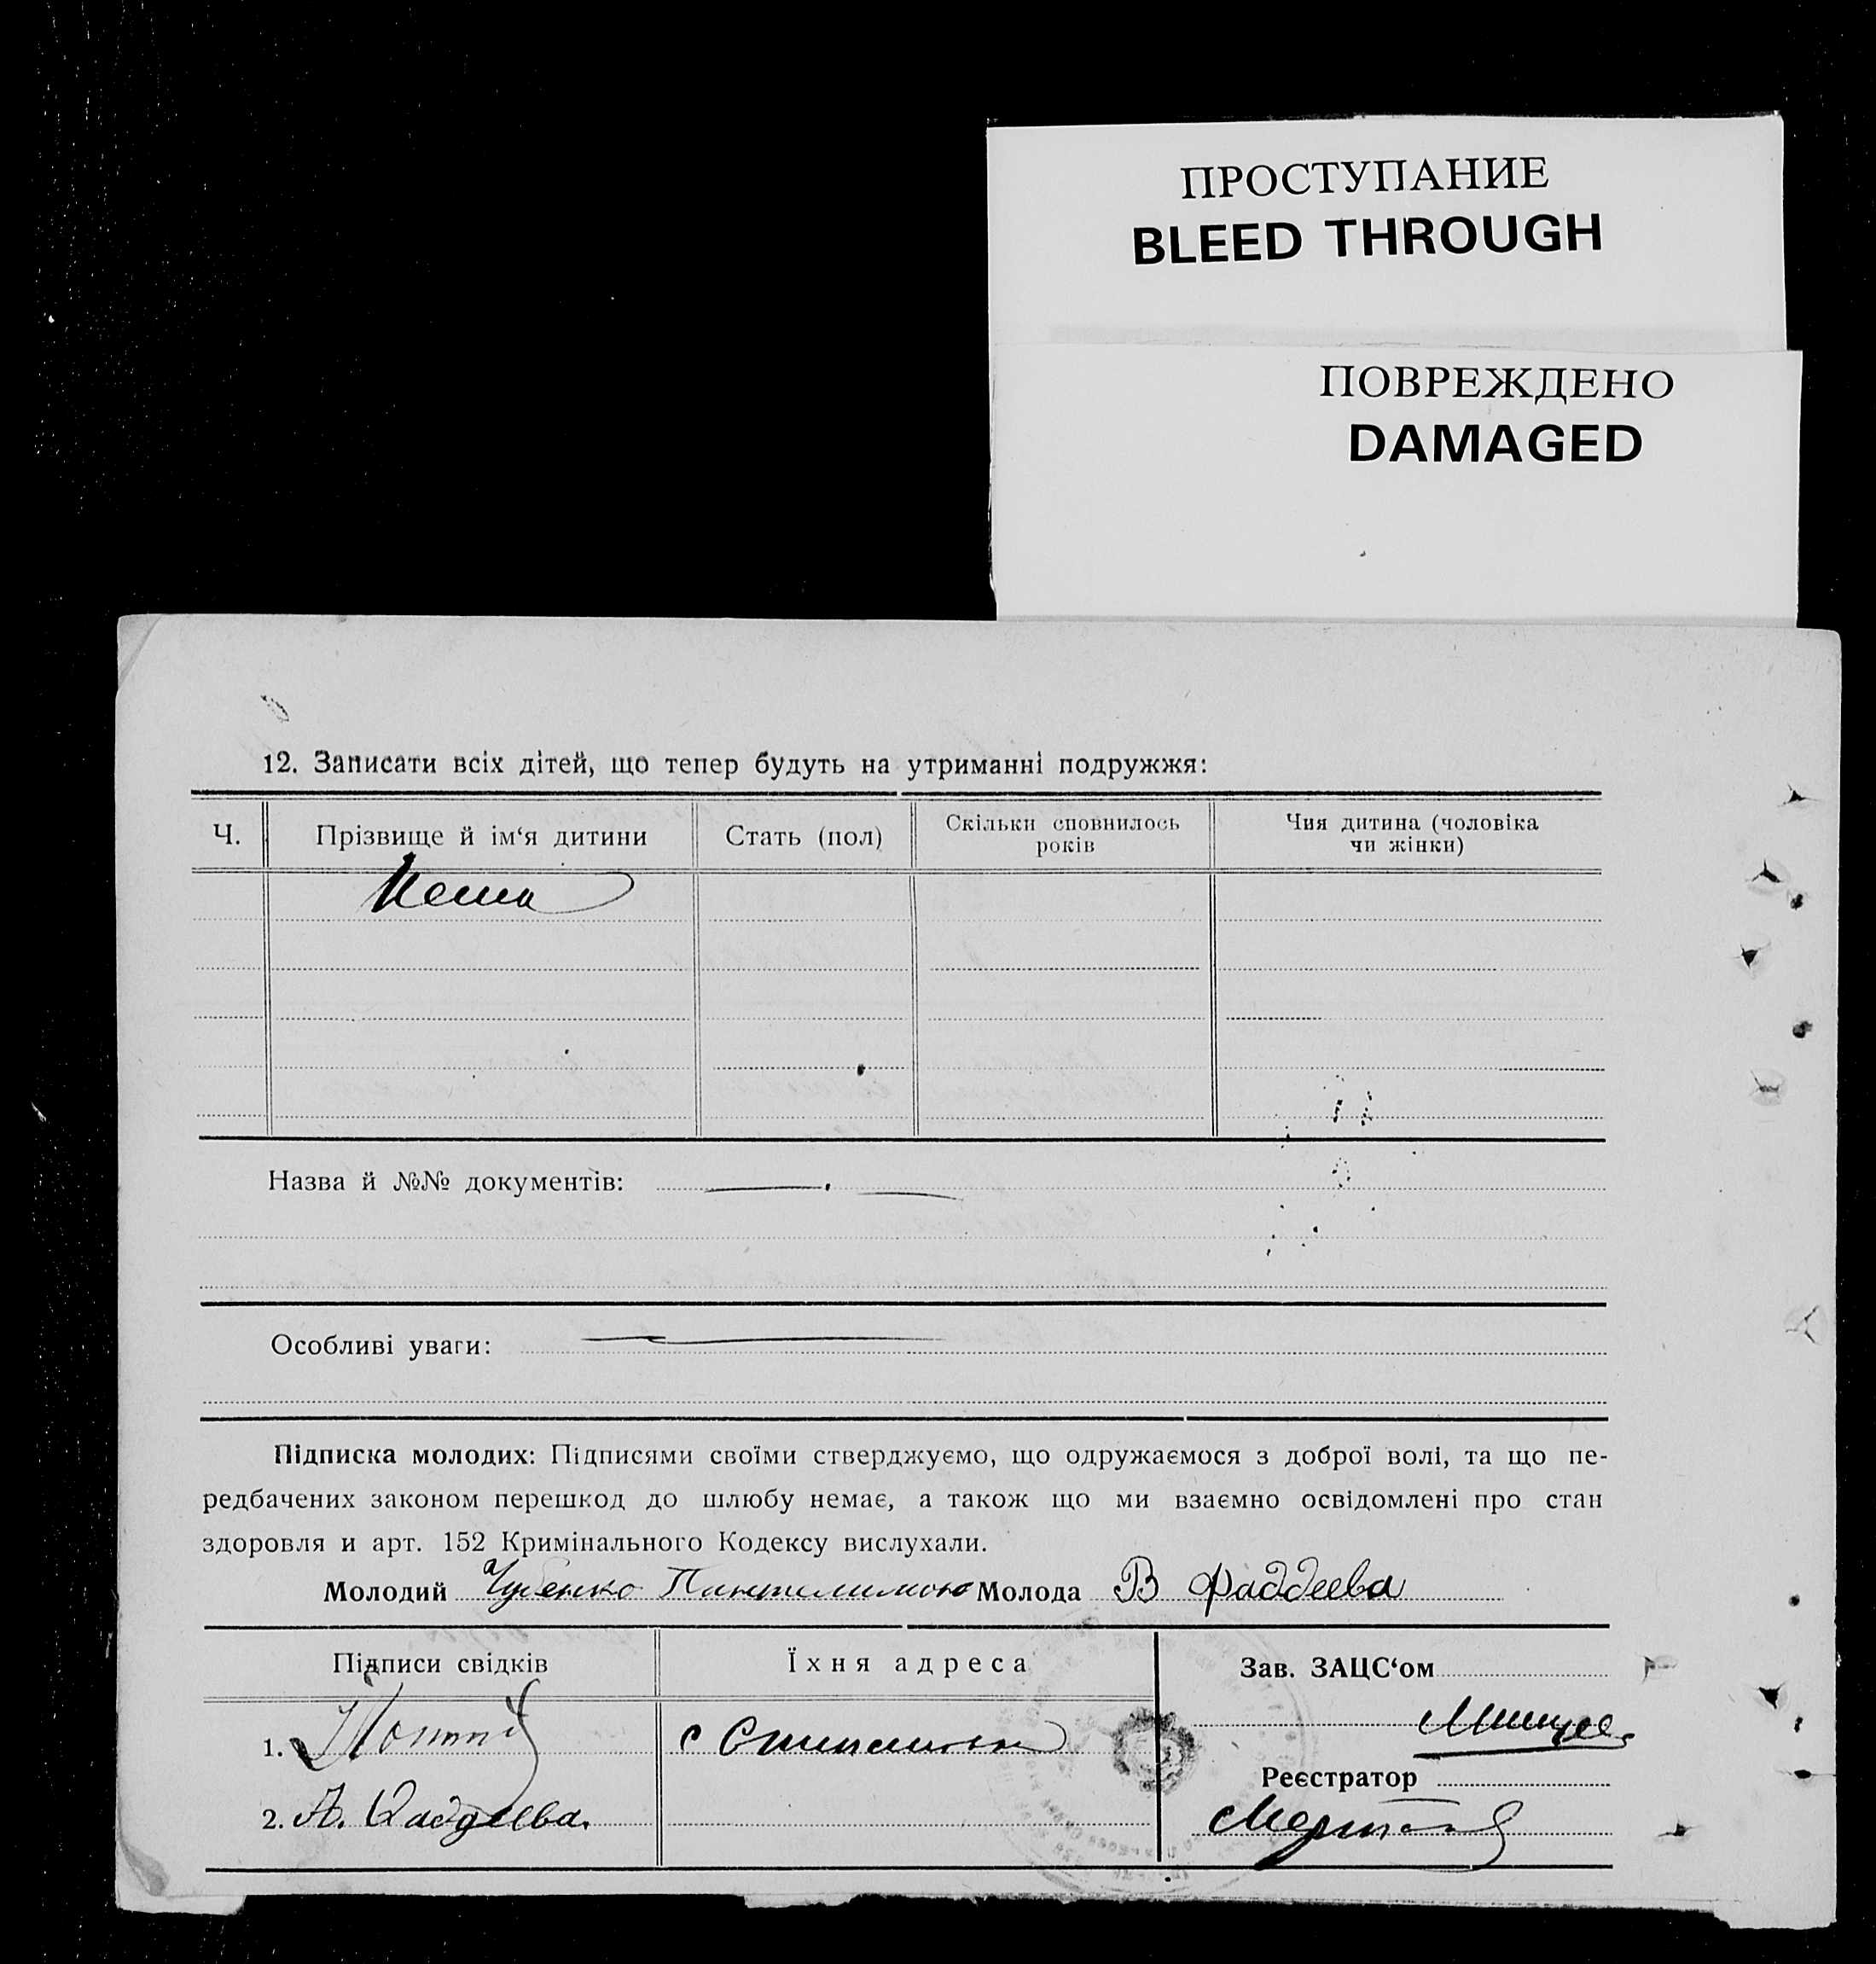 ПРОСТУПАНИЕ
BLEED THROUGH
ПОВРЕЖДЕНО
DAMAGED
12. Записати всіх дітей, що тепер будуть на утриманні подружжя:
Ч.
Прізвище й ім‘я дитини
Стать (пол)
Скільки сповнилось
років
Чия дитина (чоловіка
чи жінки)
Нема
Назва й №№ документів:
Особливі уваги:
Підписка молодих: Підписями своїми стверджуємо, що одружаємося з доброї волі, та що пе-
редбачених законом перешкод до шлюбу немає, а також що ми взаємно освідомлені про стан
здоровля и арт. 152 Кримінального Кодексу вислухали.
Молодий Чубенко Молода В Фаддеева
Підписи свідків
Їхня адреса
Зав. ЗАЦС‘ом
1.
с
Реєстратор
2. А. Фаддеева.